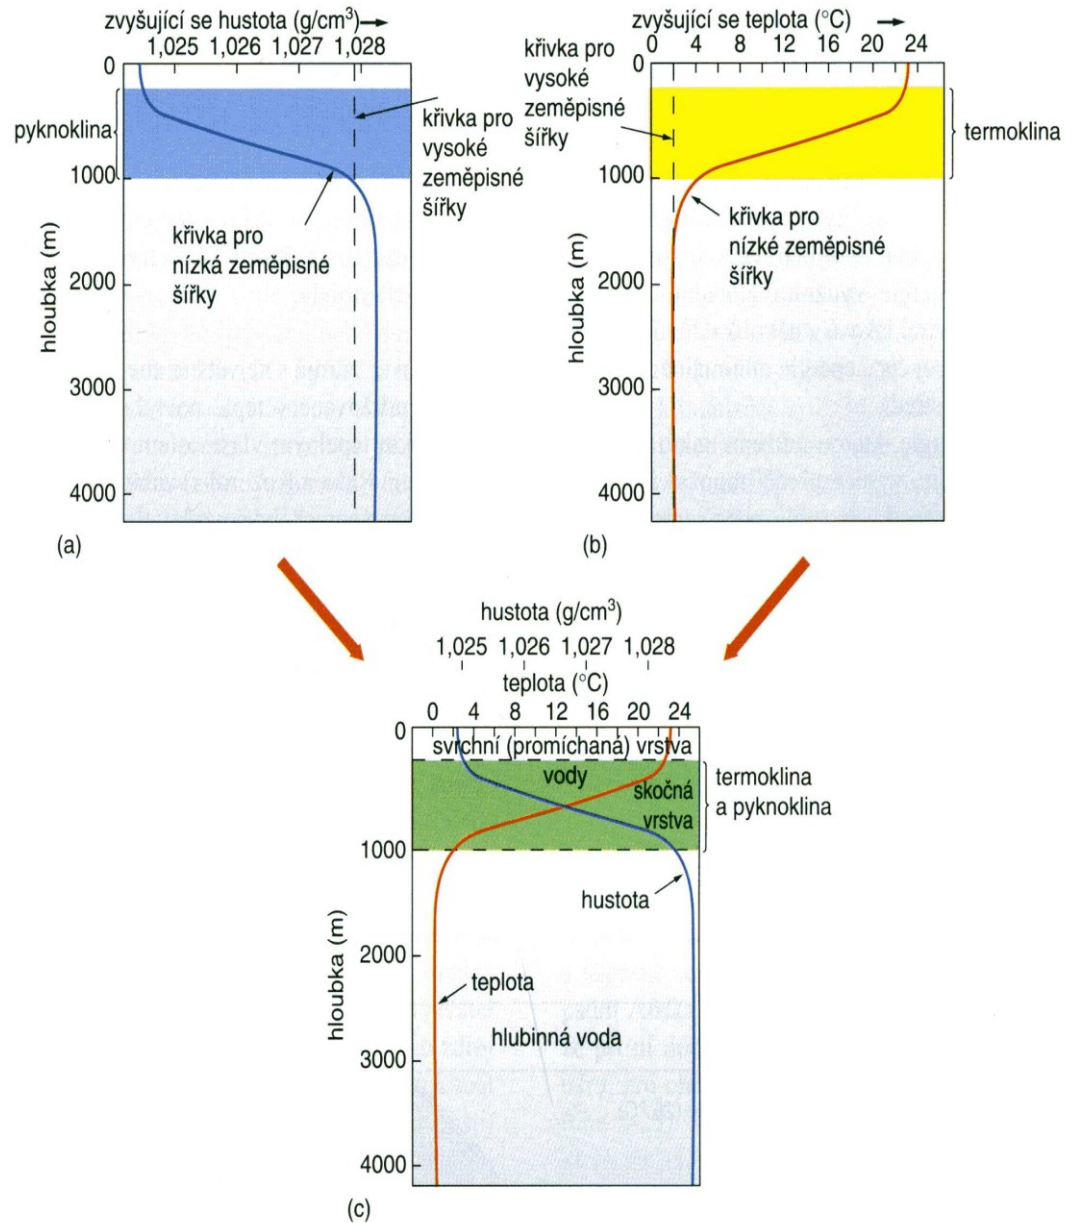 zvyšující se hustota (g/cm³)→
1,025 1,026 1,027 1,028
0
1000
2000
3000
4000
hloubka (m)
pyknoklina
křivka pro
vysoké
zeměpisné
šířky
křivka pro
nízká zeměpisné
šířky
(a)
zvyšující se teplota (°C) →
0 4 8 12 16 20 24
0
1000
2000
3000
4000
hloubka (m)
křivka pro
vysoké
zeměpisné
šířky
termoklina
křivka pro
nízké zeměpisné
šířky
(b)
hustota (g/cm³)
1,025 1,026 1,027 1,028
teplota (°C)
0 4 8 12 16 20 24
0
1000
2000
3000
4000
hloubka (m)
svrchní (promíchaná) vrstva
vody
skočná
vrstva
termoklina
a pyknoklina
hustota
teplota
hlubinná voda
(c)